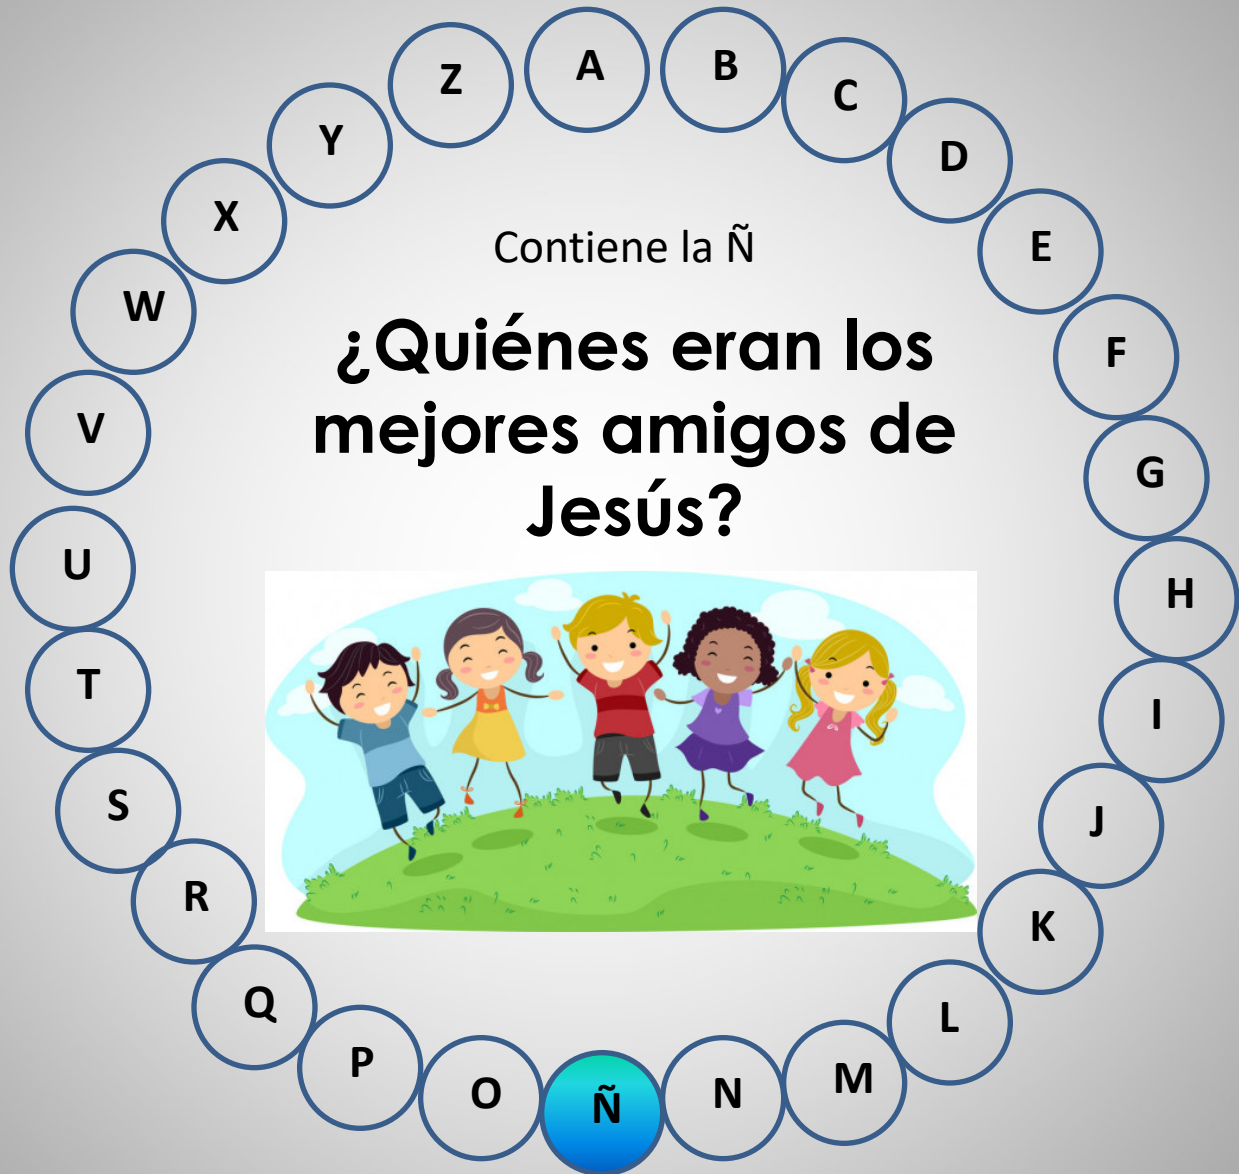 A
B
C
D
E
F
G
H
I
J
K
L
M
N
Ñ
O
P
Q
R
S
T
U
V
W
X
Y
Z
Contiene la Ñ
¿Quiénes eran los
mejores amigos de
Jesús?